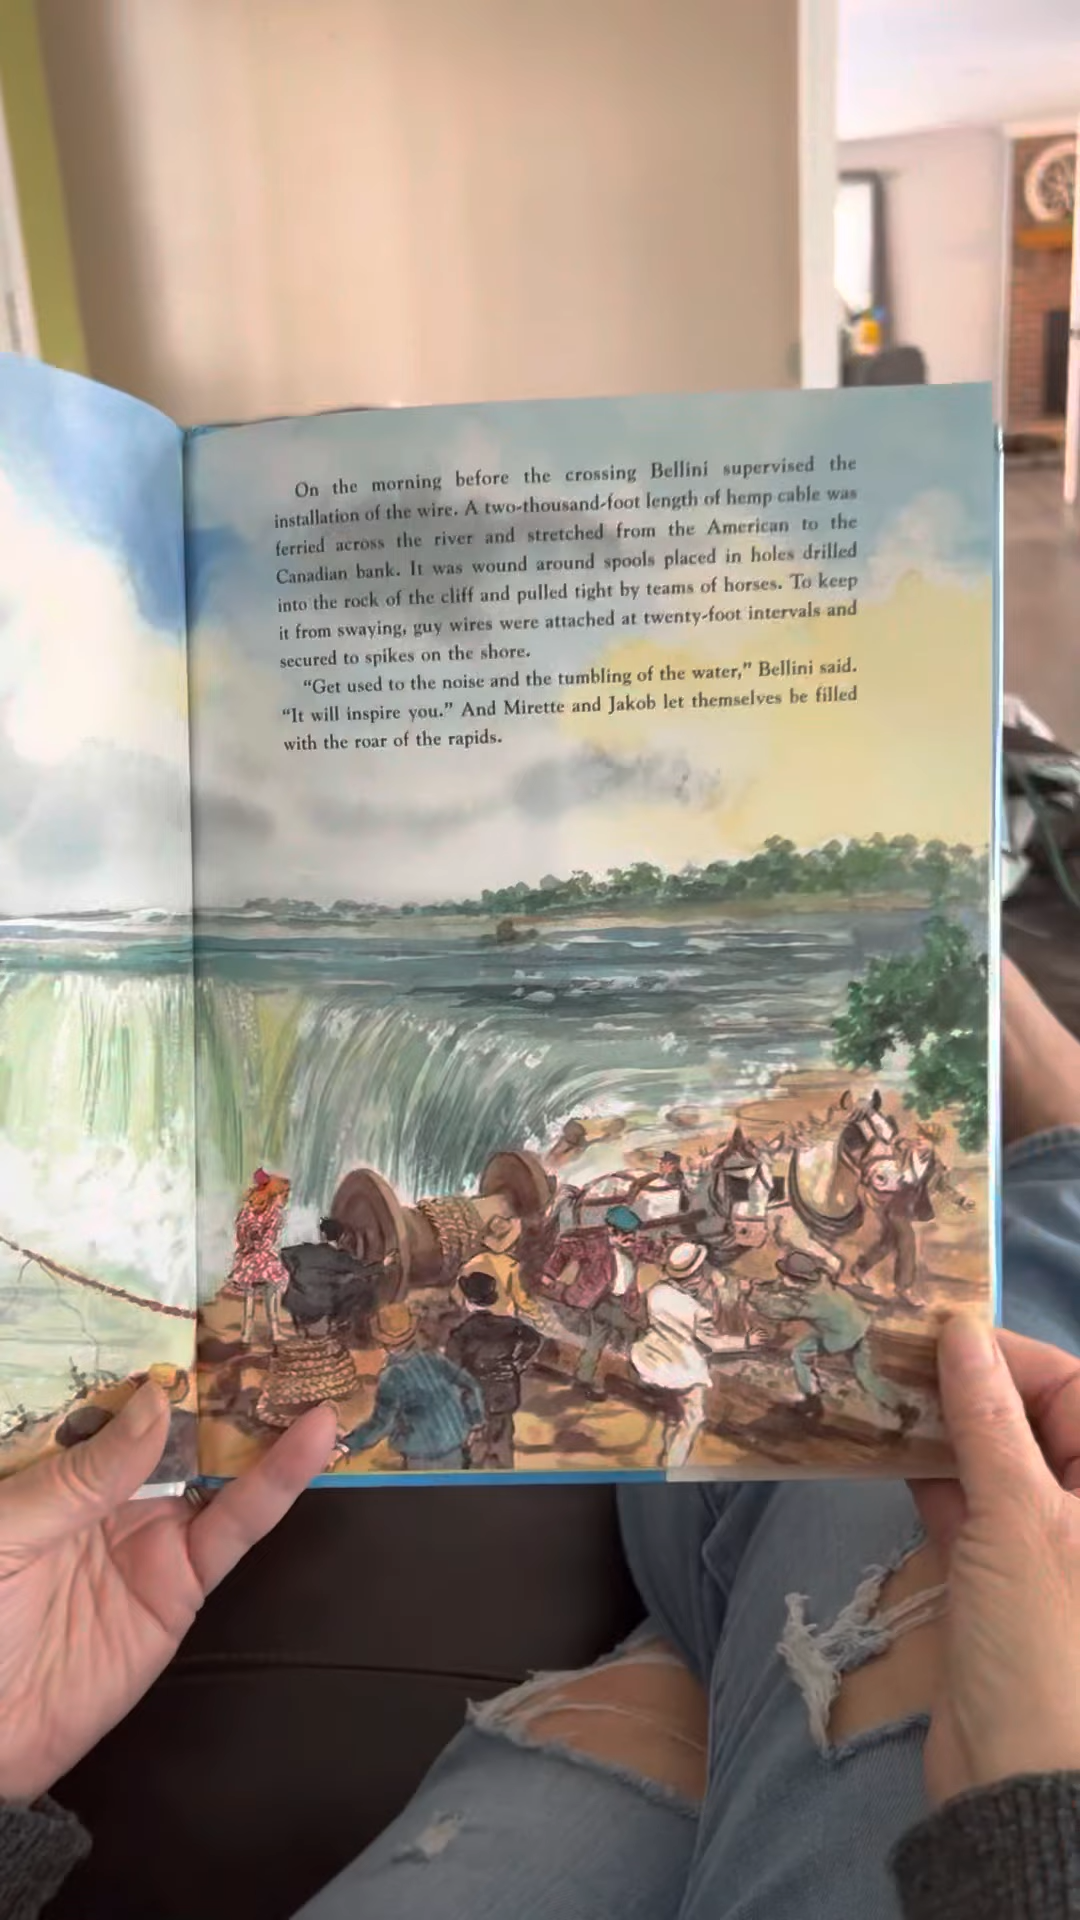 On the morning before the crossing Bellini supervised the
installation of the wire. A two-thousand-foot length of hemp cable was
ferried across the river and stretched from the American to the
Canadian bank. It was wound around spools placed in holes drilled
into the rock of the cliff and pulled tight by teams of horses. To keep
it from swaying, guy wires were attached at twenty-foot intervals and
secured to spikes on the shore.
“Get used to the noise and the tumbling of the water,” Bellini said.
“It will inspire you.” And Mirette and Jakob let themselves be filled
with the roar of the rapids.